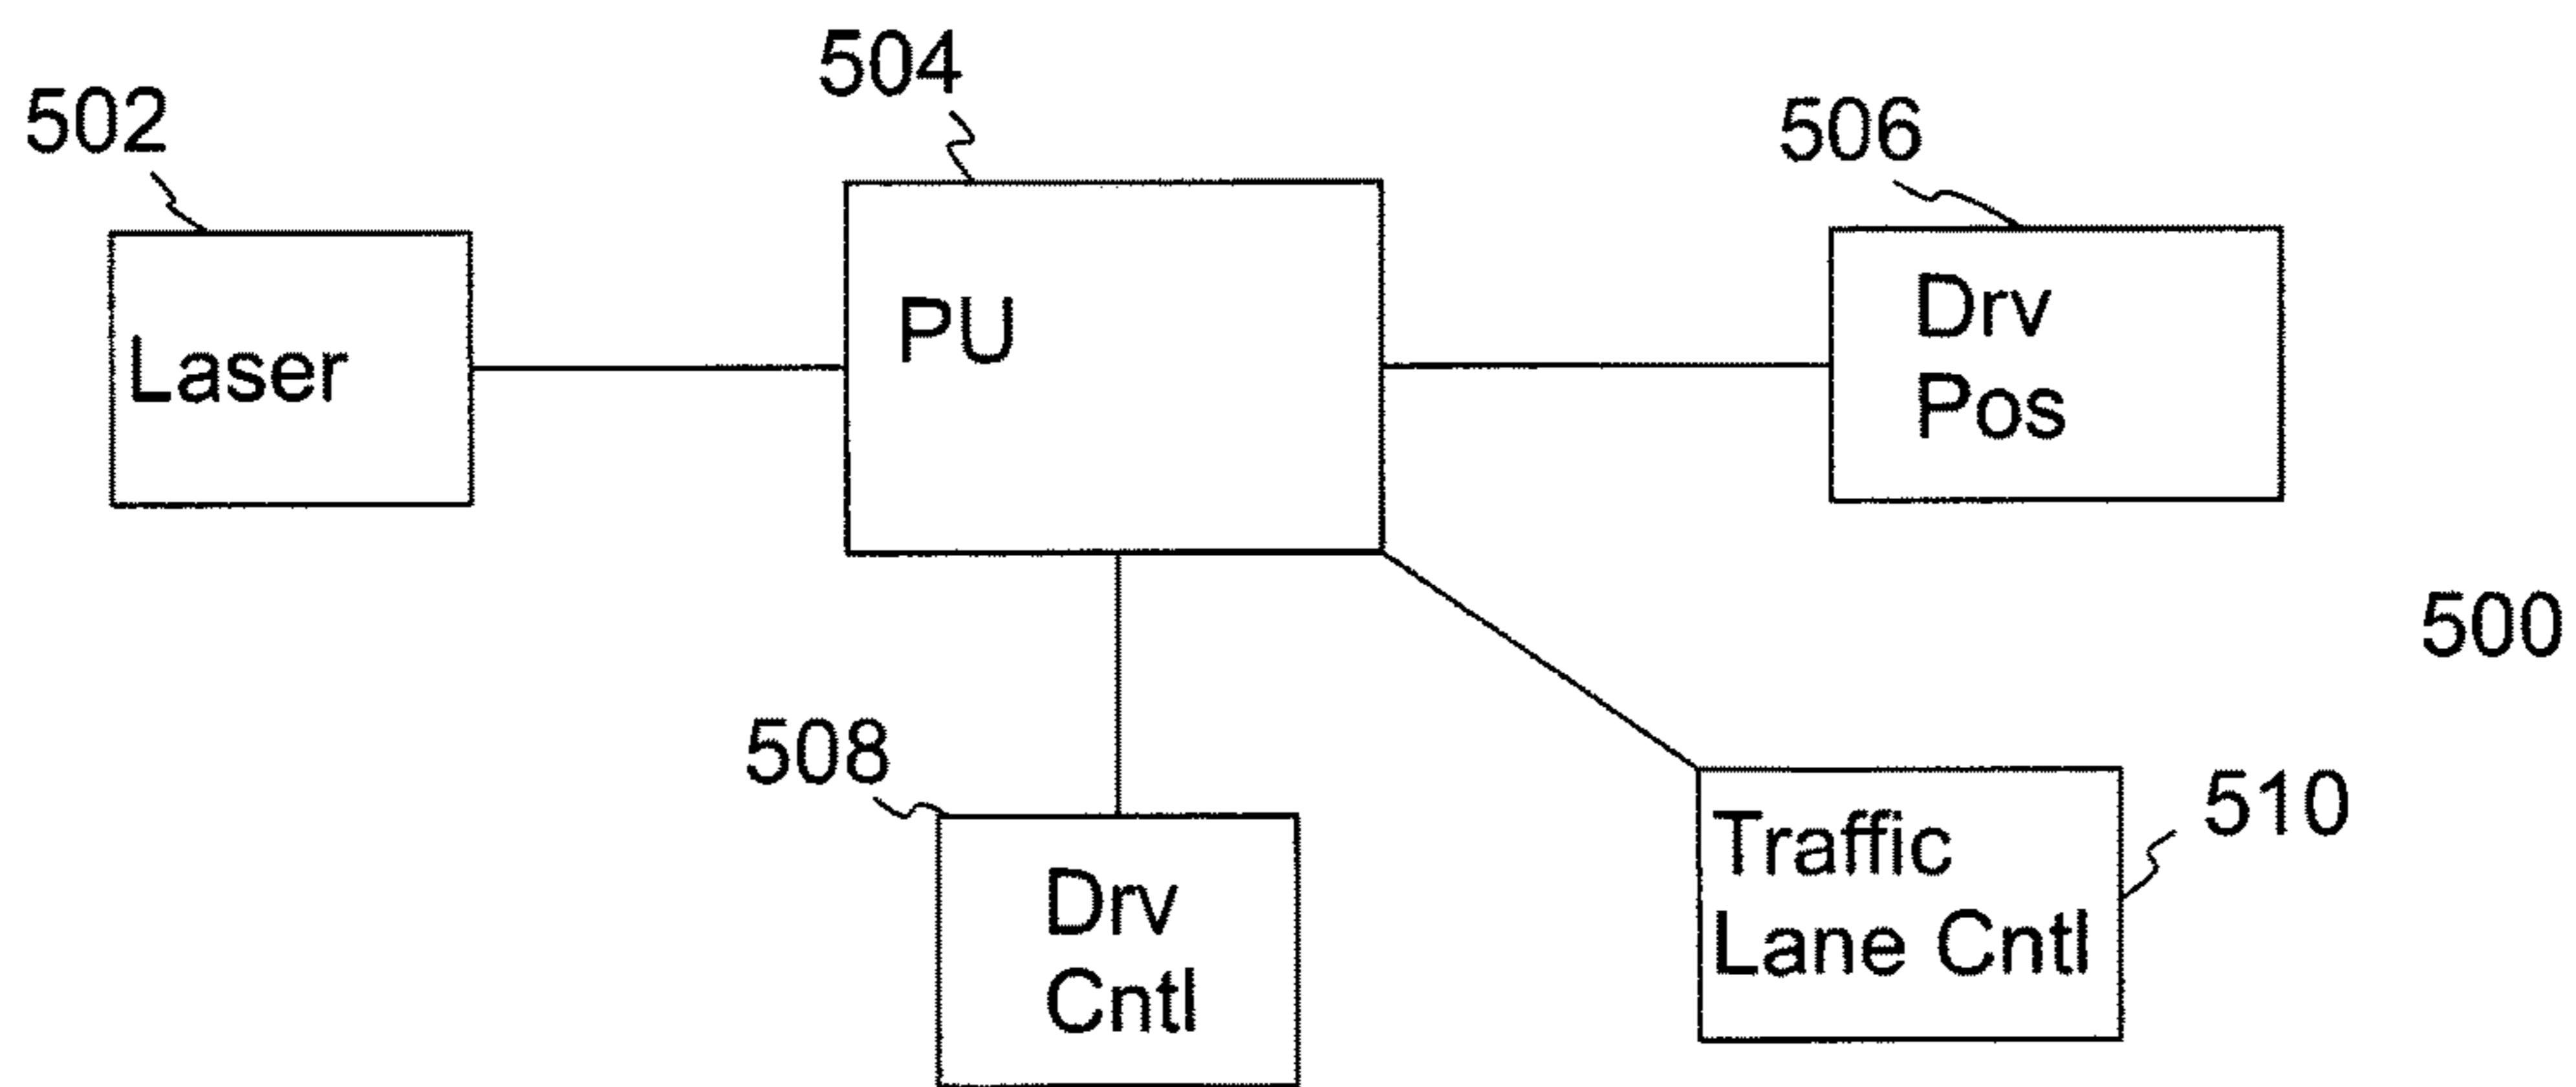 504
502
506
Laser
PU
Drv
Pos
500
508
510
Drv
Cntl
Traffic
Lane Cntl